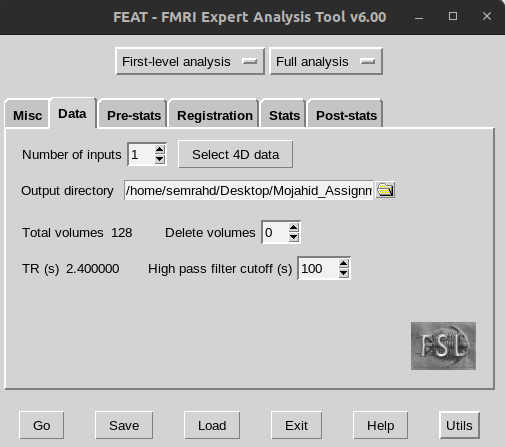 FEAT - FMRI Expert Analysis Tool v6.00
First-level analysis Full analysis
Misc Data Pre-stats Registration Stats Post-stats
Number of inputs 1 Select 4D data
Output directory /home/semrahd/Desktop/Mojahid_Assignm
Total volumes 128 Delete volumes 0
TR (s) 2.400000 High pass filter cutoff (s) 100
FSL
Go Save Load Exit Help Utils